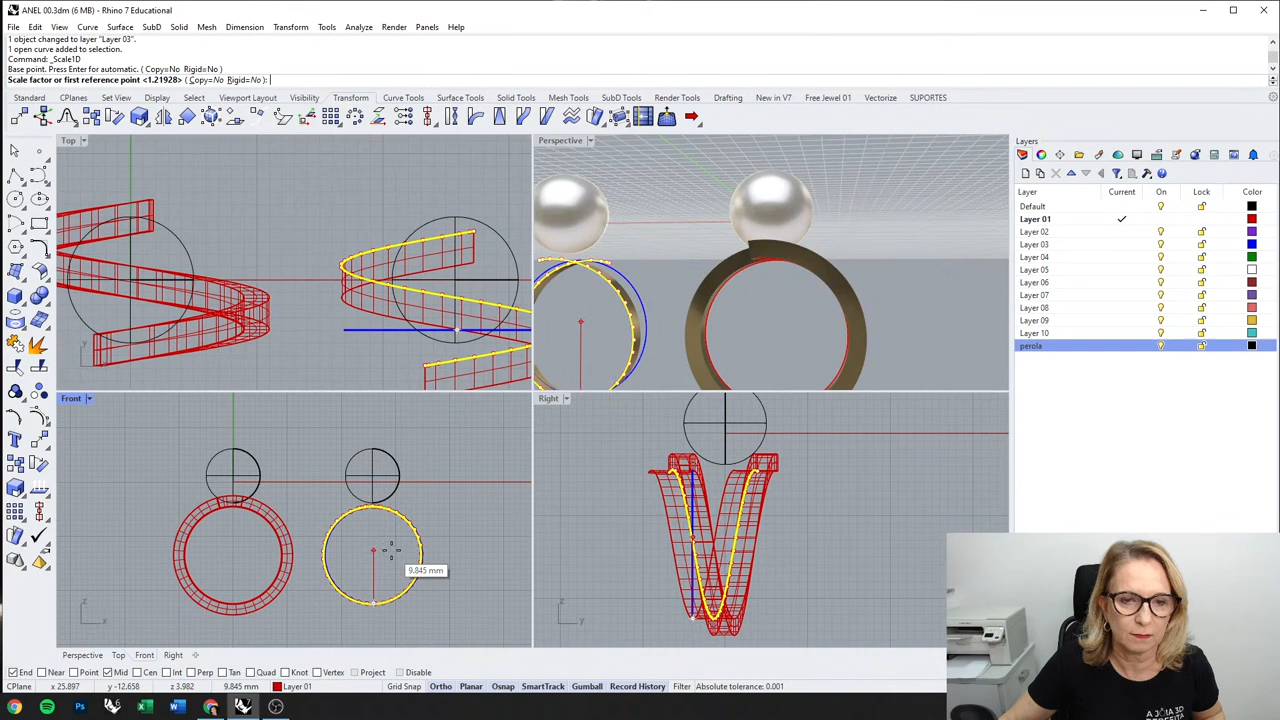 ANEL 00.3dm (6 MB) - Rhino 7 Educational
File Edit View Curve Surface SubD Solid Mesh Dimension Transform Tools Analyze Render Panels Help
1 object changed to layer "Layer 03".
1 open curve added to selection.
Command: _Scale1D
Base point. Press Enter for automatic. ( Copy=No Rigid=No )
Scale factor or first reference point <1.21928> ( Copy=No Rigid=No ):
Standard CPlanes Set View Display Select Viewport Layout Visibility Transform Curve Tools Surface Tools Solid Tools Mesh Tools SubD Tools Render Tools Drafting New in V7 Free Jewel 01 Vectorize SUPORTES
Top
Perspective
Layers
Layer Current On Lock Color
Default
Layer 01
Layer 02
Layer 03
Layer 04
Layer 05
Layer 06
Layer 07
Layer 08
Layer 09
Layer 10
perola
y
Front
Right
9.845 mm
z
x
z
y
Perspective Top Front Right
End Near Point Mid Cen Int Perp Tan Quad Knot Vertex Project Disable
CPlane x 25.897 y -12.658 z 3.982 9.845 mm Layer 01 Grid Snap Ortho Planar Osnap SmartTrack Gumball Record History Filter Absolute tolerance: 0.001
A JÓIA 3D